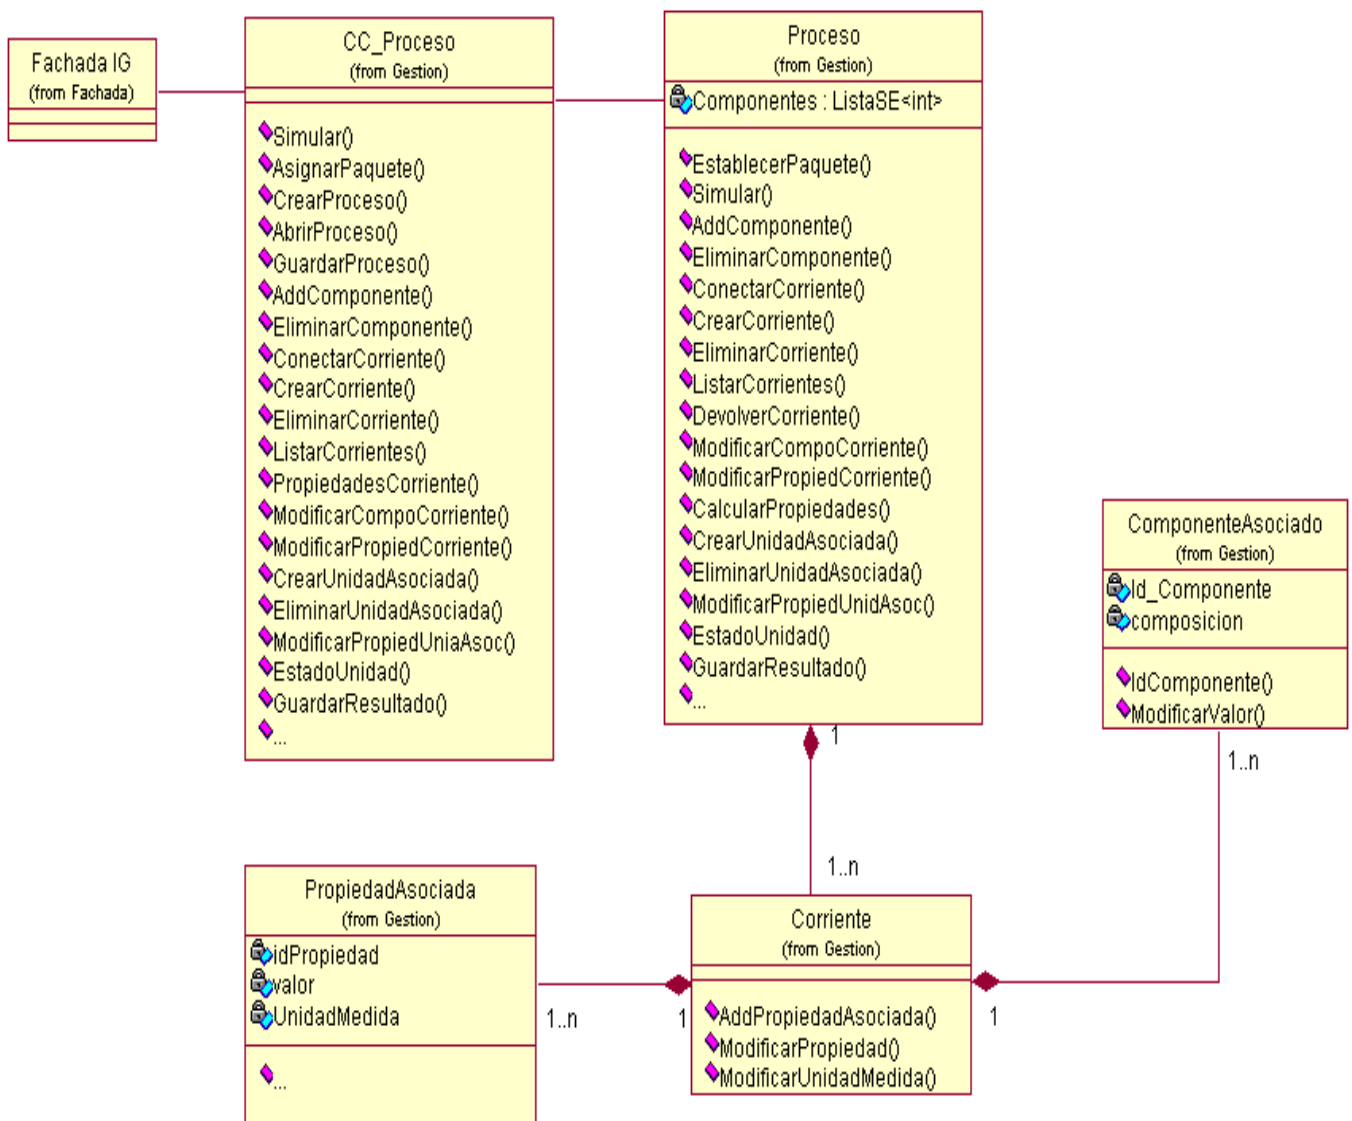 Fachada IG
(from Fachada)
CC_Proceso
(from Gestion)
Simular()
AsignarPaquete()
CrearProceso()
AbrirProceso()
GuardarProceso()
AddComponente()
EliminarComponente()
ConectarCorriente()
CrearCorriente()
EliminarCorriente()
ListarCorrientes()
PropiedadesCorriente()
ModificarCompoCorriente()
ModificarPropiedCorriente()
CrearUnidadAsociada()
EliminarUnidadAsociada()
ModificarPropiedUniaAsoc()
EstadoUnidad()
GuardarResultado()
...
Proceso
(from Gestion)
Componentes : ListaSE<int>
EstablecerPaquete()
Simular()
AddComponente()
EliminarComponente()
ConectarCorriente()
CrearCorriente()
EliminarCorriente()
ListarCorrientes()
DevolverCorriente()
ModificarCompoCorriente()
ModificarPropiedCorriente()
CalcularPropiedades()
CrearUnidadAsociada()
EliminarUnidadAsociada()
ModificarPropiedUnidAsoc()
EstadoUnidad()
GuardarResultado()
...
1
1..n
ComponenteAsociado
(from Gestion)
Id_Componente
composicion
IdComponente()
ModificarValor()
1..n
PropiedadAsociada
(from Gestion)
idPropiedad
valor
UnidadMedida
...
1..n
1
Corriente
(from Gestion)
AddPropiedadAsociada()
ModificarPropiedad()
ModificarUnidadMedida()
1